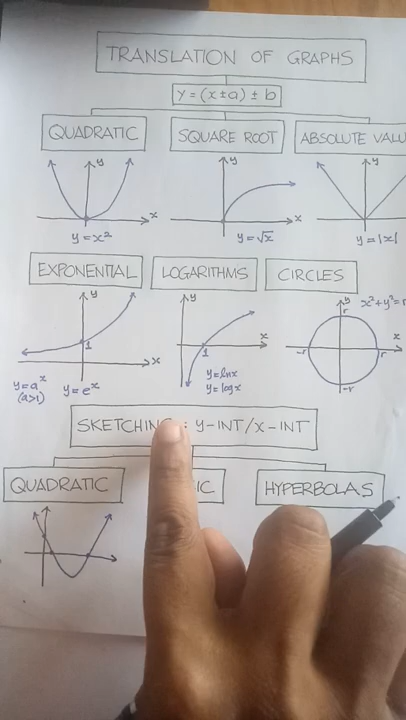 TRANSLATION OF GRAPHS
y = (x ± a) ± b
QUADRATIC
SQUARE ROOT
ABSOLUTE VALU
y
x
y = x²
y
x
y = √x
y
y = |x|
EXPONENTIAL
LOGARITHMS
CIRCLES
y
1
x
y = aˣ
(a>1)
y = eˣ
y
1
x
y = ln x
y = log x
y
x² + y² = r
r
x
-r
r
-r
SKETCHING : y-INT/x-INT
QUADRATIC
IC
HYPERBOLAS